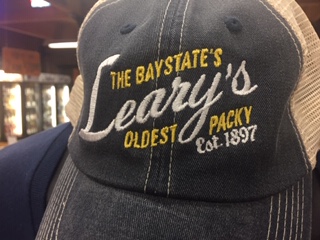 THE BAYSTATE'S
Leary's
OLDEST PACKY
Est. 1897